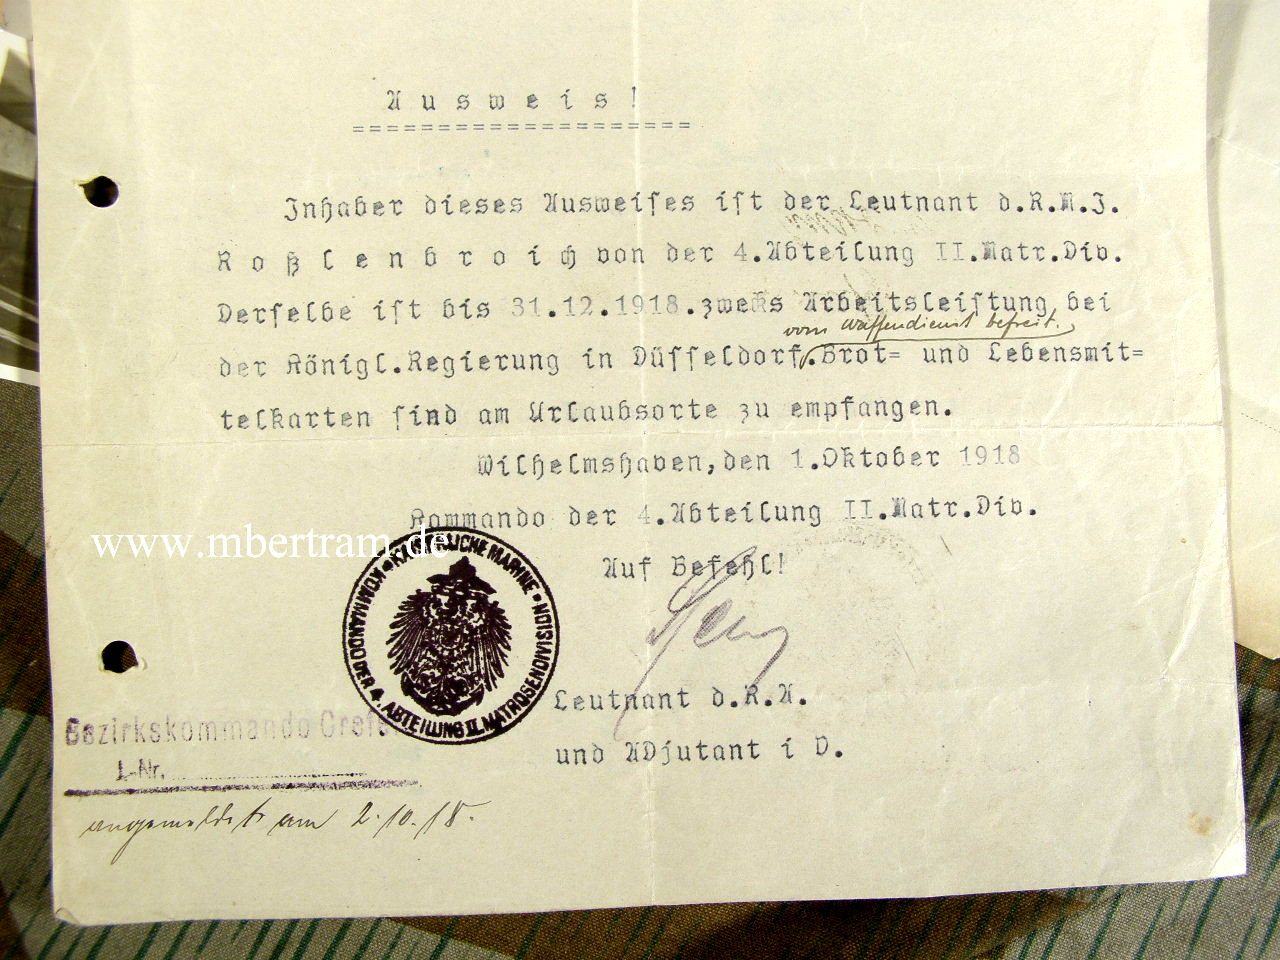 A u s w e i s !
====================
Inhaber dieses Ausweises ist der Leutnant d.R.M.I.
R o ß l e n b r o i ch von der 4.Abteilung II.Matr.Div.
Derselbe ist bis 31.12.1918.zwecks Arbeitsleistung bei
vom Waffendienst befreit.
der Königl.Regierung in Düsseldorf.Brot= und Lebensmit=
telkarten sind am Urlaubsorte zu empfangen.
Wilhelmshaven,den 1.Oktober 1918
Kommando der 4.Abteilung II.Matr.Div.
www.mbertram.de
Auf Befehl!
KAISERLICHE MARINE - KOMMANDO DER 4. ABTEILUNG II. MATROSENDIVISION
Leutnant d.R.A.
und ADjutant i V.
Bezirkskommando Crefe
I.-Nr.
angemeldet am 2.10.18.